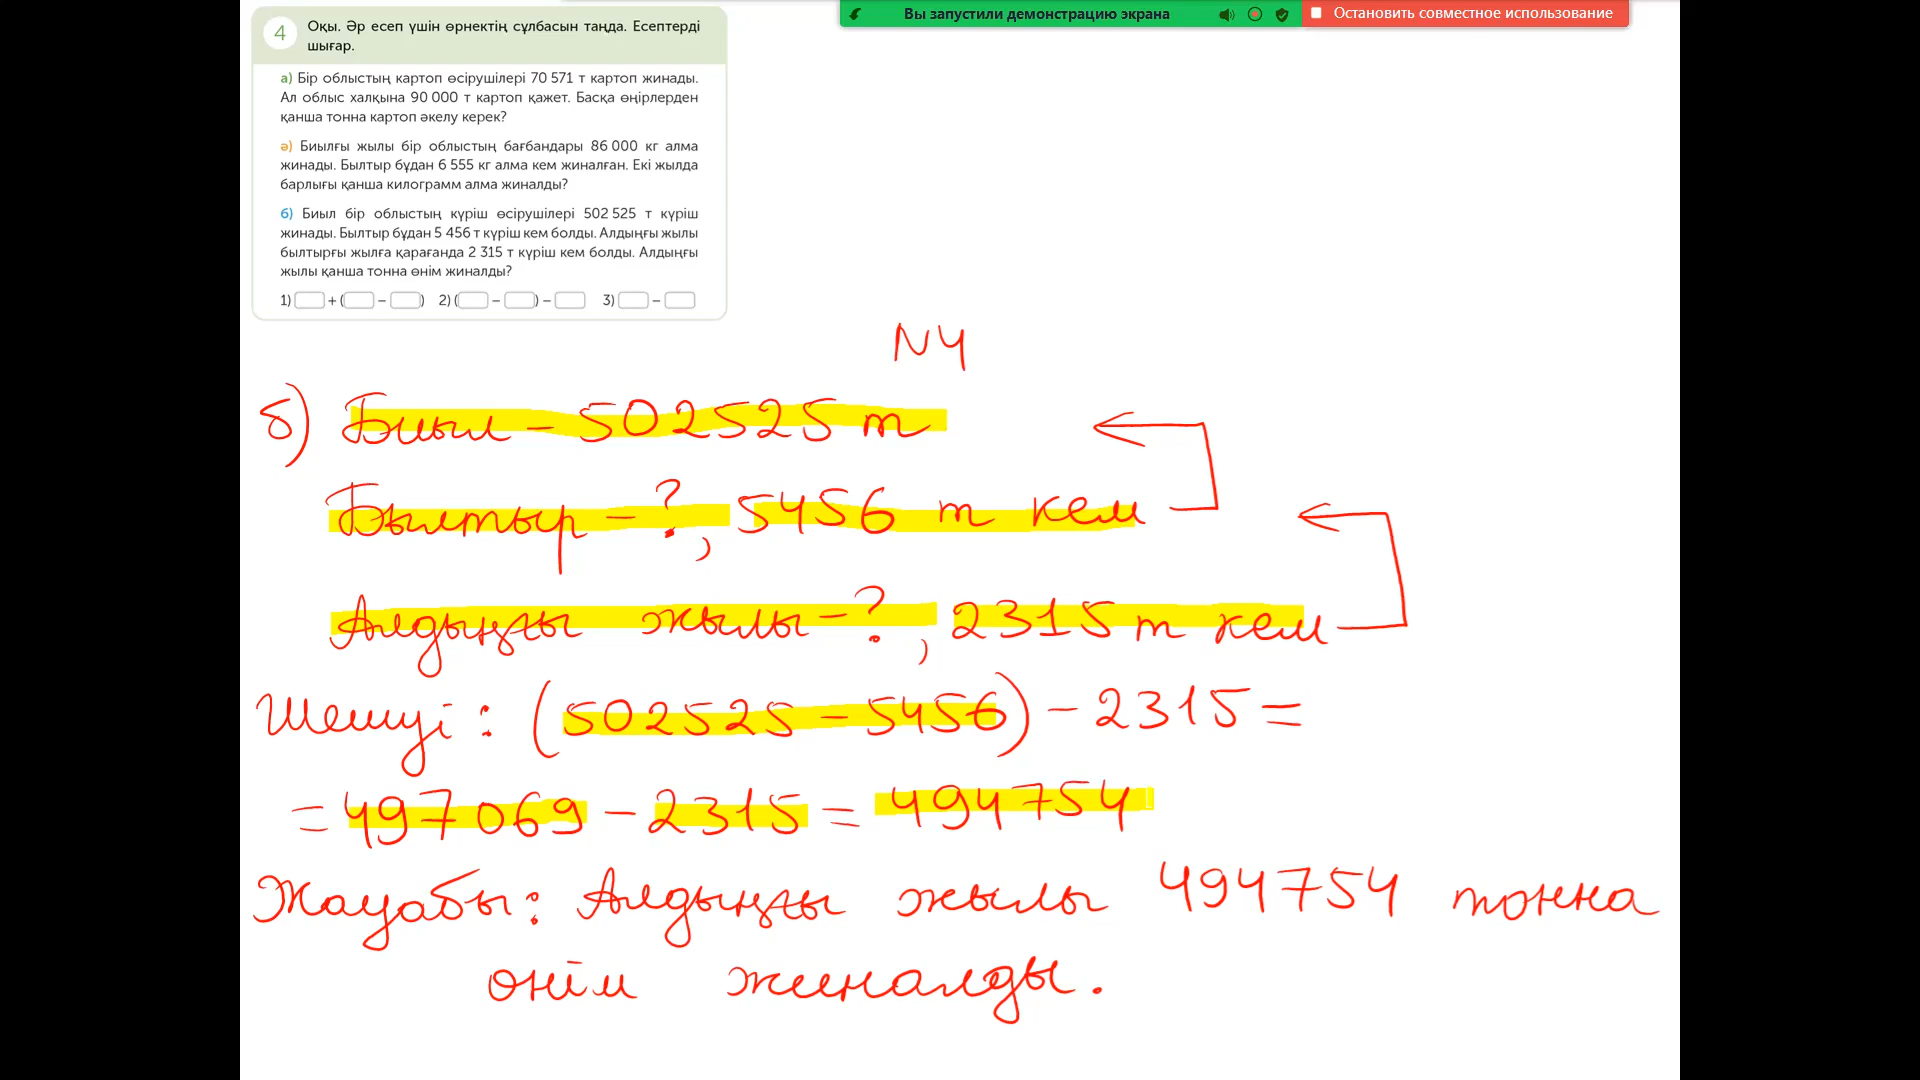 Вы запустили демонстрацию экрана
Остановить совместное использование
4
Оқы. Әр есеп үшін өрнектің сұлбасын таңда. Есептерді
шығар.
а) Бір облыстың картоп өсірушілері 70 571 т картоп жинады.
Ал облыс халқына 90 000 т картоп қажет. Басқа өңірлерден
қанша тонна картоп әкелу керек?
ә) Биылғы жылы бір облыстың бағбандары 86 000 кг алма
жинады. Былтыр бұдан 6 555 кг алма кем жиналған. Екі жылда
барлығы қанша килограмм алма жиналды?
б) Биыл бір облыстың күріш өсірушілері 502 525 т күріш
жинады. Былтыр бұдан 5 456 т күріш кем болды. Алдыңғы жылы
былтырғы жылға қарағанда 2 315 т күріш кем болды. Алдыңғы
жылы қанша тонна өнім жиналды?
1) + ( – ) 2) ( – ) – 3) –
N4
б) Биыл – 502525 т
Былтыр – ?, 5456 т кем
Алдыңғы жылы – ?, 2315 т кем
Шешуі: (502525 – 5456) – 2315 =
= 497069 – 2315 = 494754
Жауабы: Алдыңғы жылы 494754 тонна
өнім жиналды.